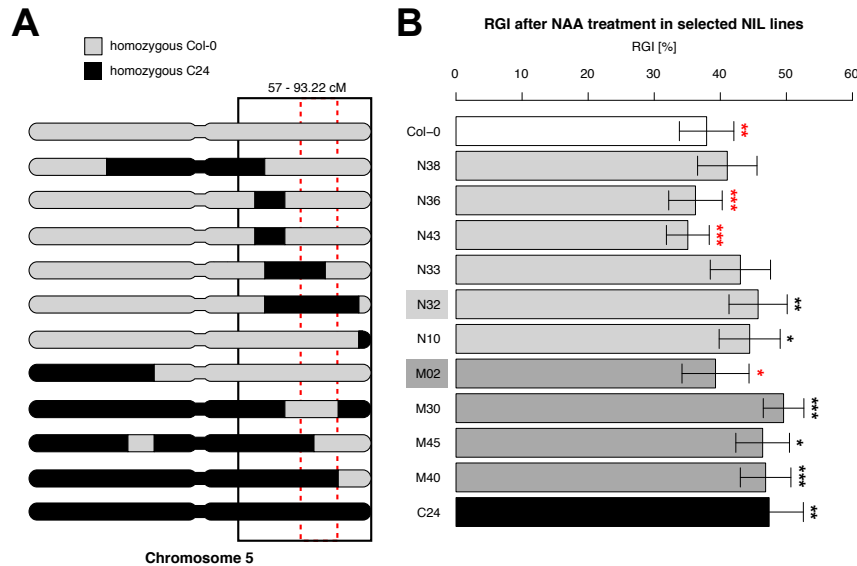 A
homozygous Col-0
homozygous C24
57 - 93.22 cM
Chromosome 5
B
RGI after NAA treatment in selected NIL lines
RGI [%]
0 10 20 30 40 50 60
Col–0 **
N38
N36 ***
N43 ***
N33
N32 **
N10 *
M02 *
M30 ***
M45 *
M40 ***
C24 **